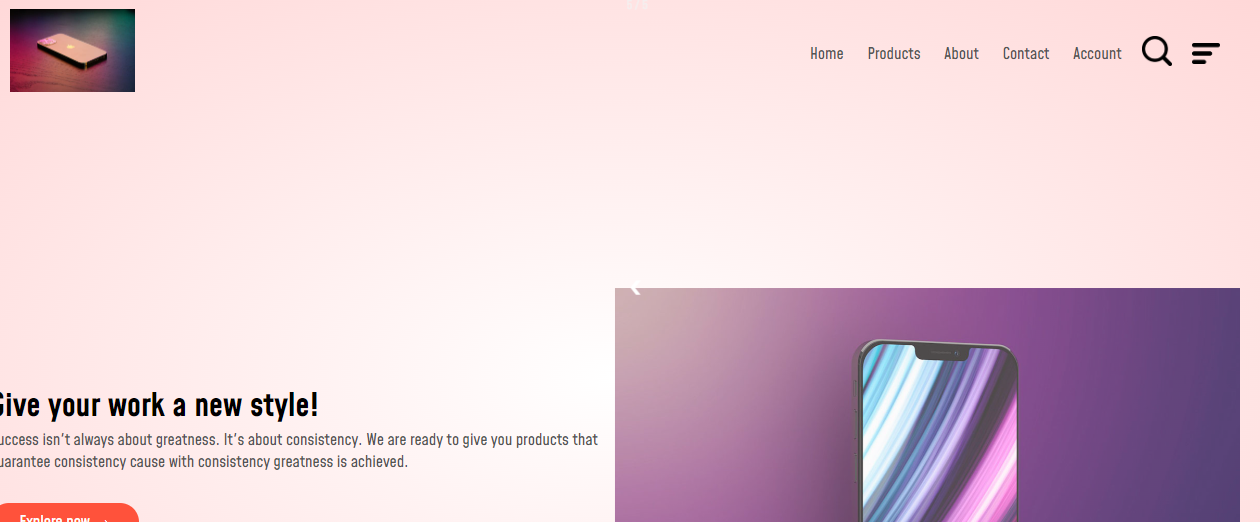 Home Products About Contact Account
Give your work a new style!
uccess isn't always about greatness. It's about consistency. We are ready to give you products that
uarantee consistency cause with consistency greatness is achieved.
Explore now →